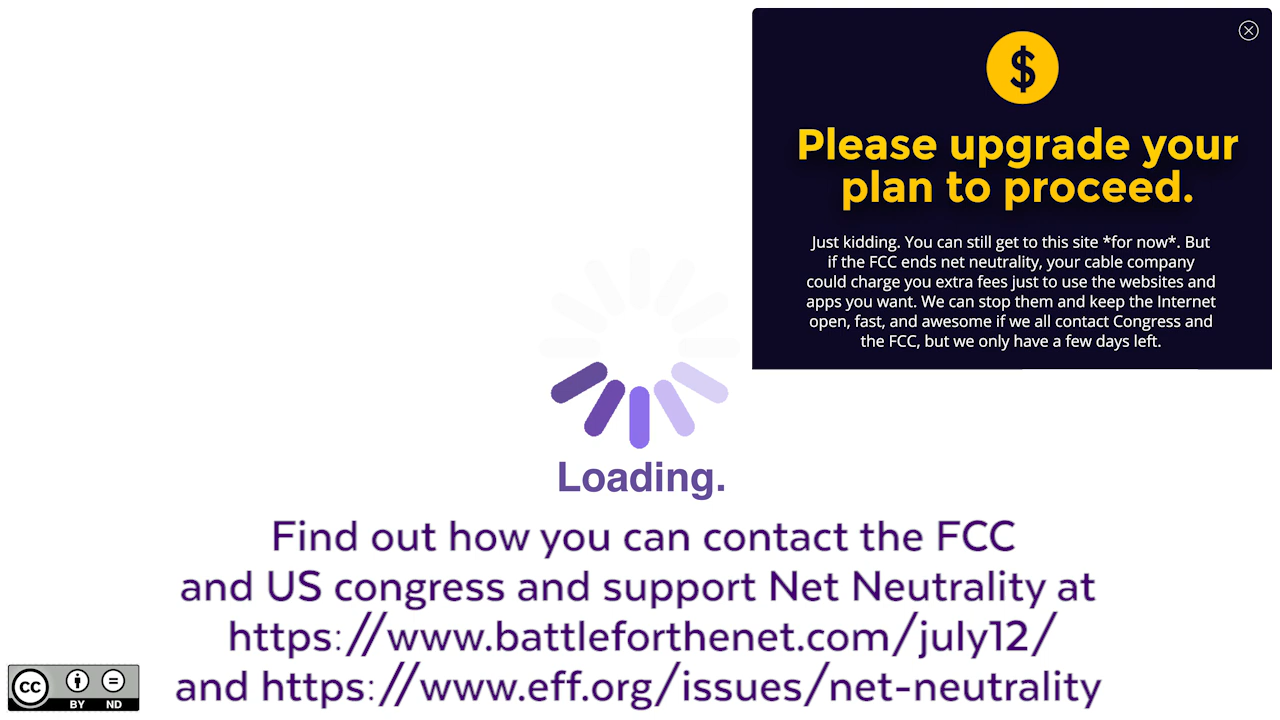 $
Please upgrade your
plan to proceed.
Just kidding. You can still get to this site *for now*. But
if the FCC ends net neutrality, your cable company
could charge you extra fees just to use the websites and
apps you want. We can stop them and keep the Internet
open, fast, and awesome if we all contact Congress and
the FCC, but we only have a few days left.
Loading.
Find out how you can contact the FCC
and US congress and support Net Neutrality at
https://www.battleforthenet.com/july12/
and https://www.eff.org/issues/net-neutrality
cc
BY ND